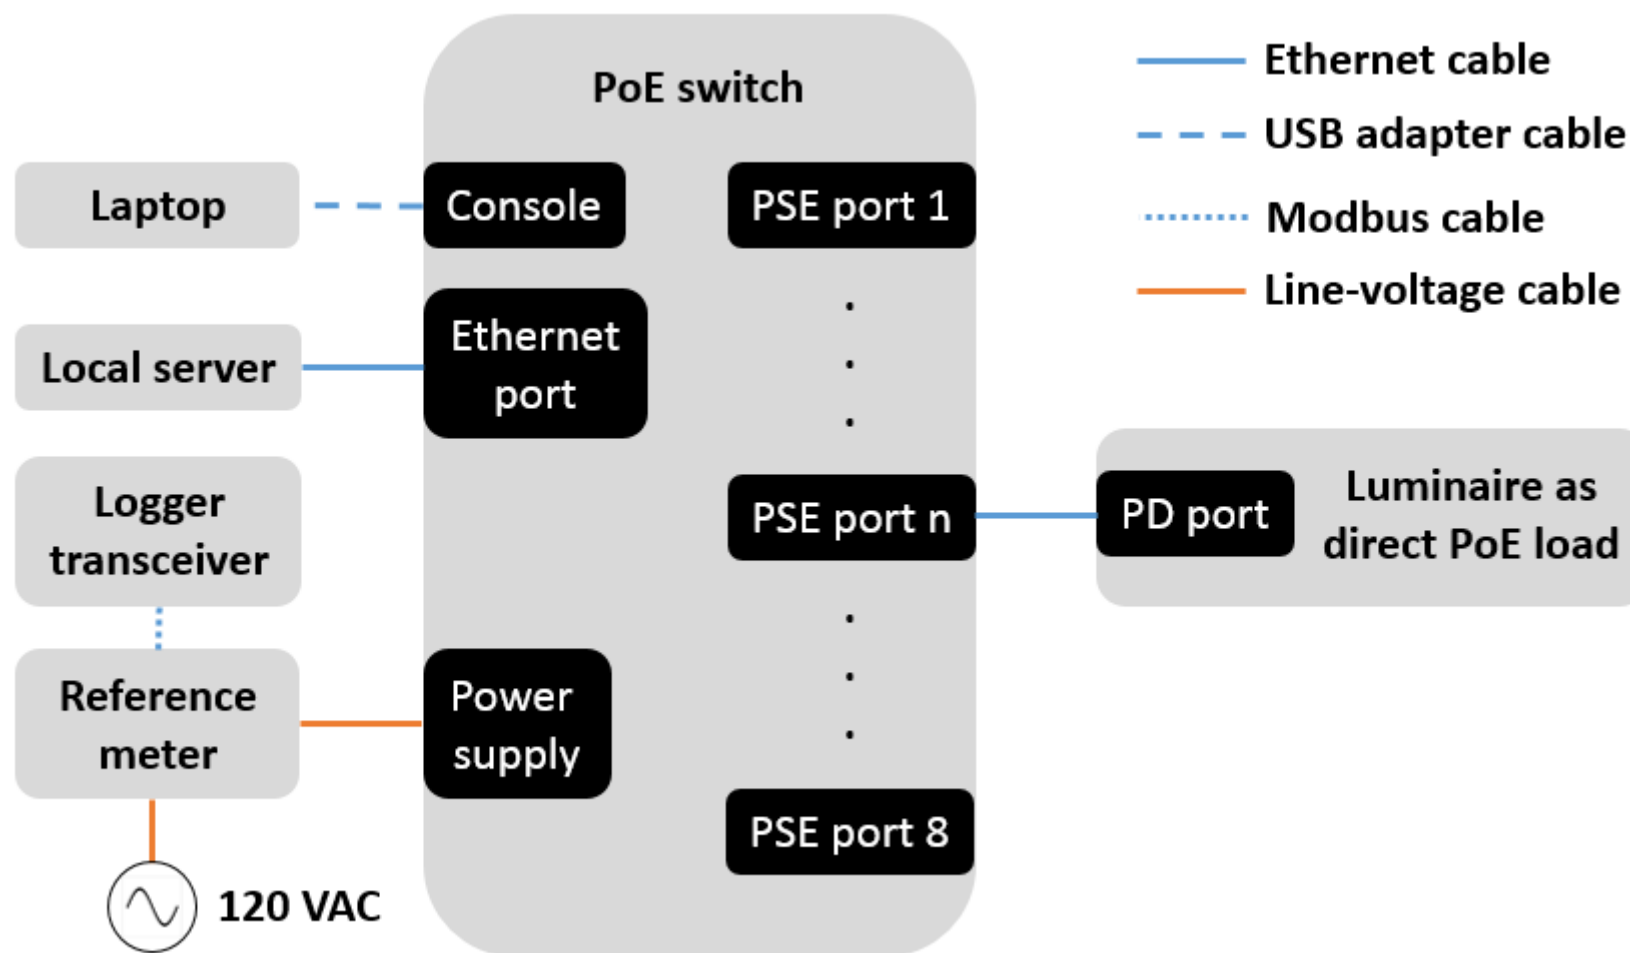 PoE switch
Laptop
Console
PSE port 1
Local server
Ethernet
port
Logger
transceiver
PSE port n
PD port
Luminaire as
direct PoE load
Reference
meter
Power
supply
PSE port 8
120 VAC
Ethernet cable
USB adapter cable
Modbus cable
Line-voltage cable